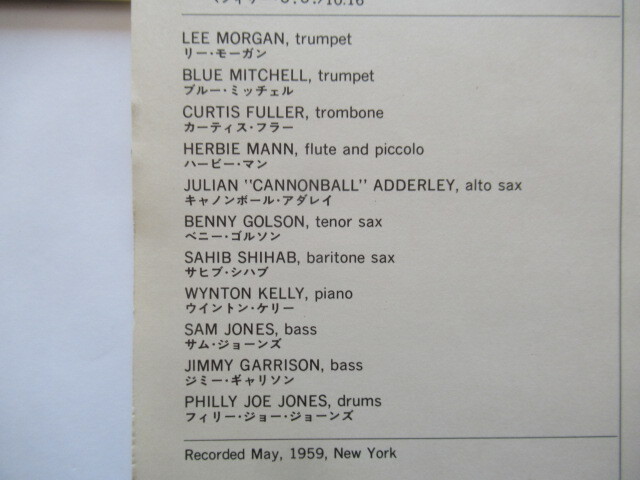 LEE MORGAN, trumpet
リー・モーガン
BLUE MITCHELL, trumpet
ブルー・ミッチェル
CURTIS FULLER, trombone
カーティス・フラー
HERBIE MANN, flute and piccolo
ハービー・マン
JULIAN "CANNONBALL" ADDERLEY, alto sax
キャノンボール・アダレイ
BENNY GOLSON, tenor sax
ベニー・ゴルソン
SAHIB SHIHAB, baritone sax
サヒブ・シハブ
WYNTON KELLY, piano
ウイントン・ケリー
SAM JONES, bass
サム・ジョーンズ
JIMMY GARRISON, bass
ジミー・ギャリソン
PHILLY JOE JONES, drums
フィリー・ジョー・ジョーンズ
Recorded May, 1959, New York